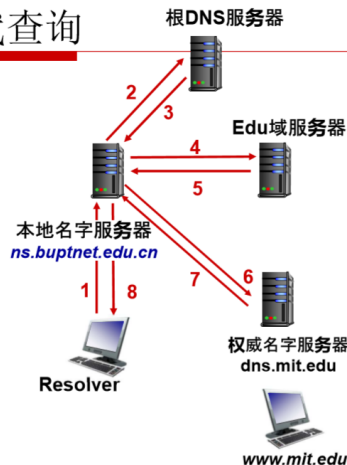 查询
根DNS服务器
2
3
Edu域服务器
4
5
本地名字服务器
ns.buptnet.edu.cn
1
8
7
6
Resolver
权威名字服务器
dns.mit.edu
www.mit.edu